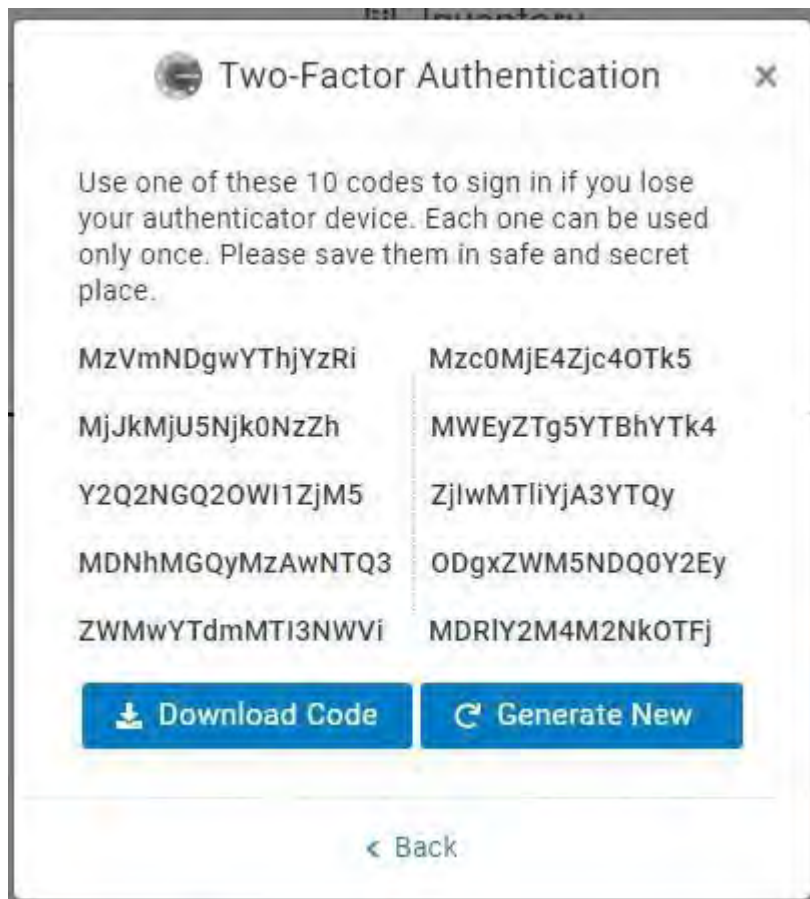 Inventory
Two-Factor Authentication ×
Use one of these 10 codes to sign in if you lose
your authenticator device. Each one can be used
only once. Please save them in safe and secret
place.
MzVmNDgwYThjYzRi Mzc0MjE4Zjc4OTk5
MjJkMjU5Njk0NzZh MWEyZTg5YTBhYTk4
Y2Q2NGQ2OWI1ZjM5 ZjIwMTliYjA3YTQy
MDNhMGQyMzAwNTQ3 ODgxZWM5NDQ0Y2Ey
ZWMwYTdmMTI3NWVi MDRlY2M4M2NkOTFj
Download Code Generate New
< Back